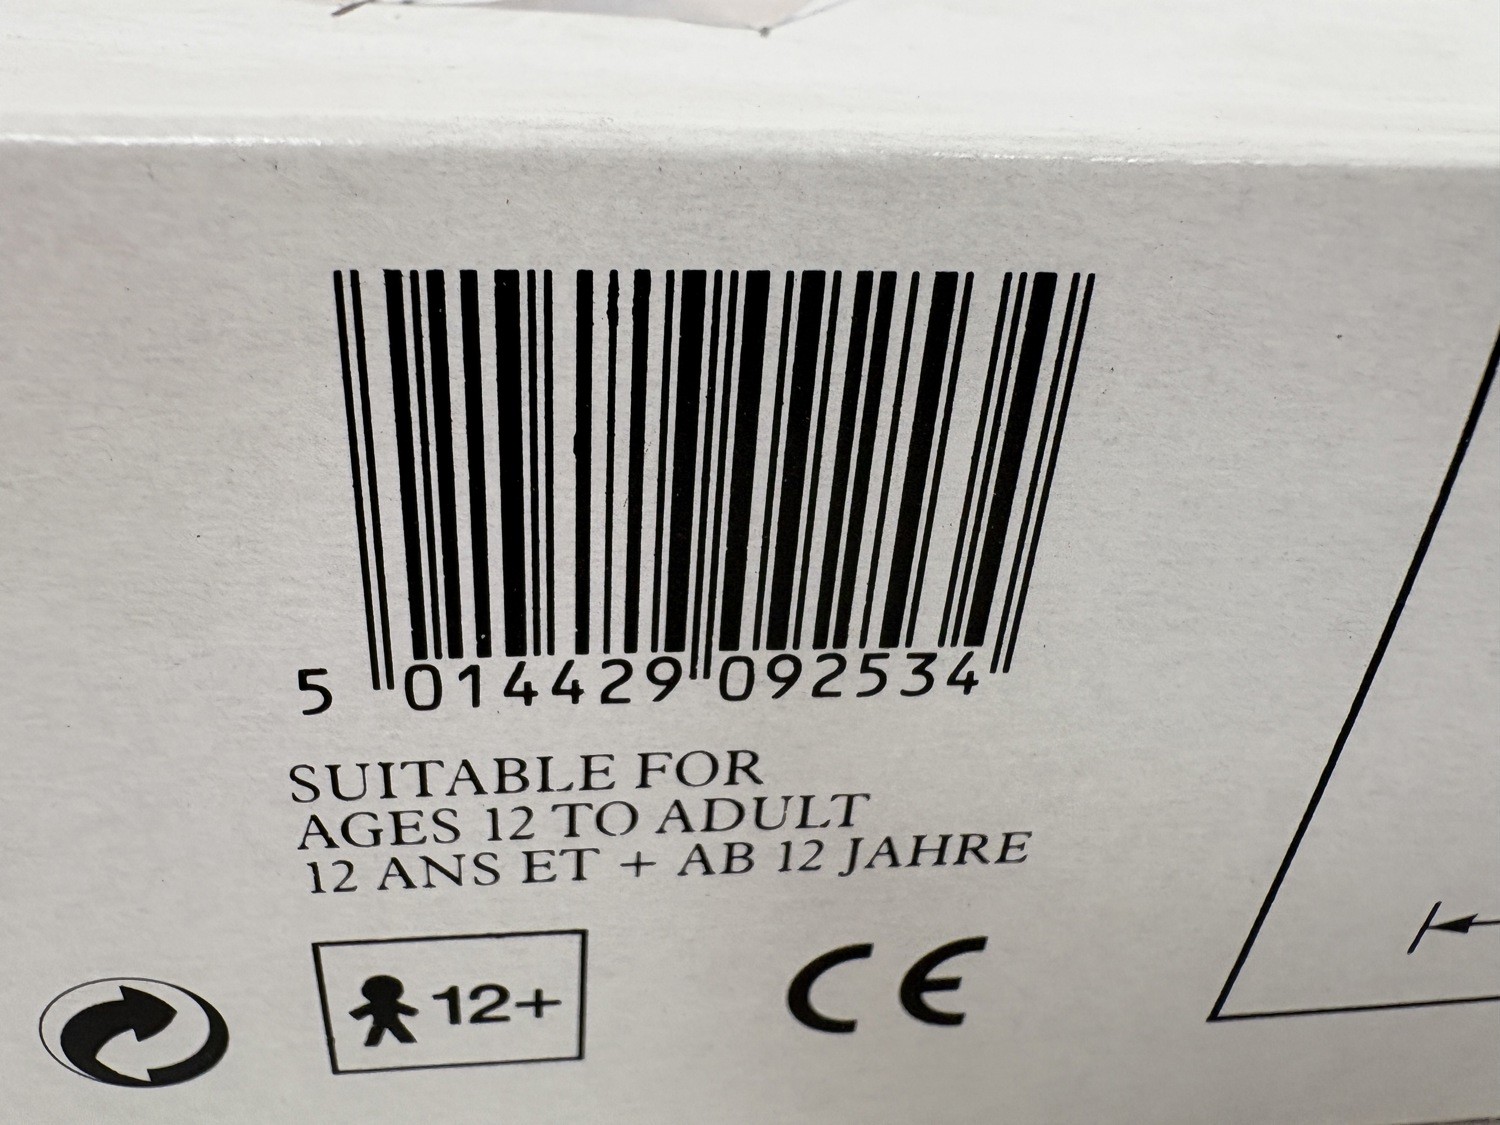 5 014429 092534
SUITABLE FOR
AGES 12 TO ADULT
12 ANS ET + AB 12 JAHRE
12+
CE